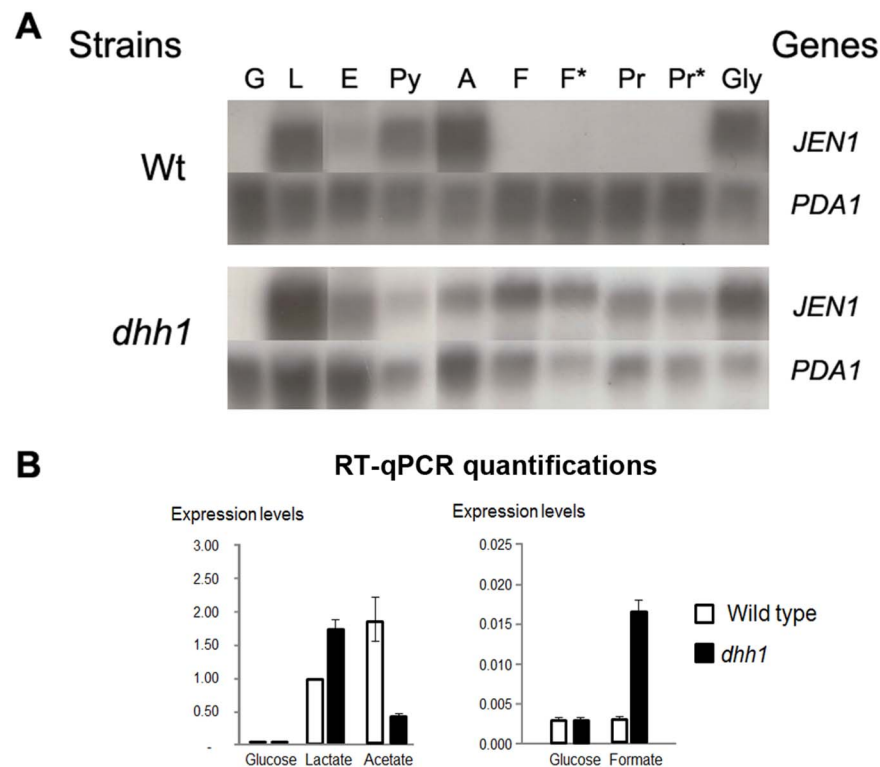 A
Strains
Genes
G L E Py A F F* Pr Pr* Gly
Wt
JEN1
PDA1
dhh1
JEN1
PDA1
B
RT-qPCR quantifications
Expression levels
3.00
2.50
2.00
1.50
1.00
0.50
-
Glucose Lactate Acetate
Expression levels
0.025
0.020
0.015
0.010
0.005
0.000
Glucose Formate
Wild type
dhh1